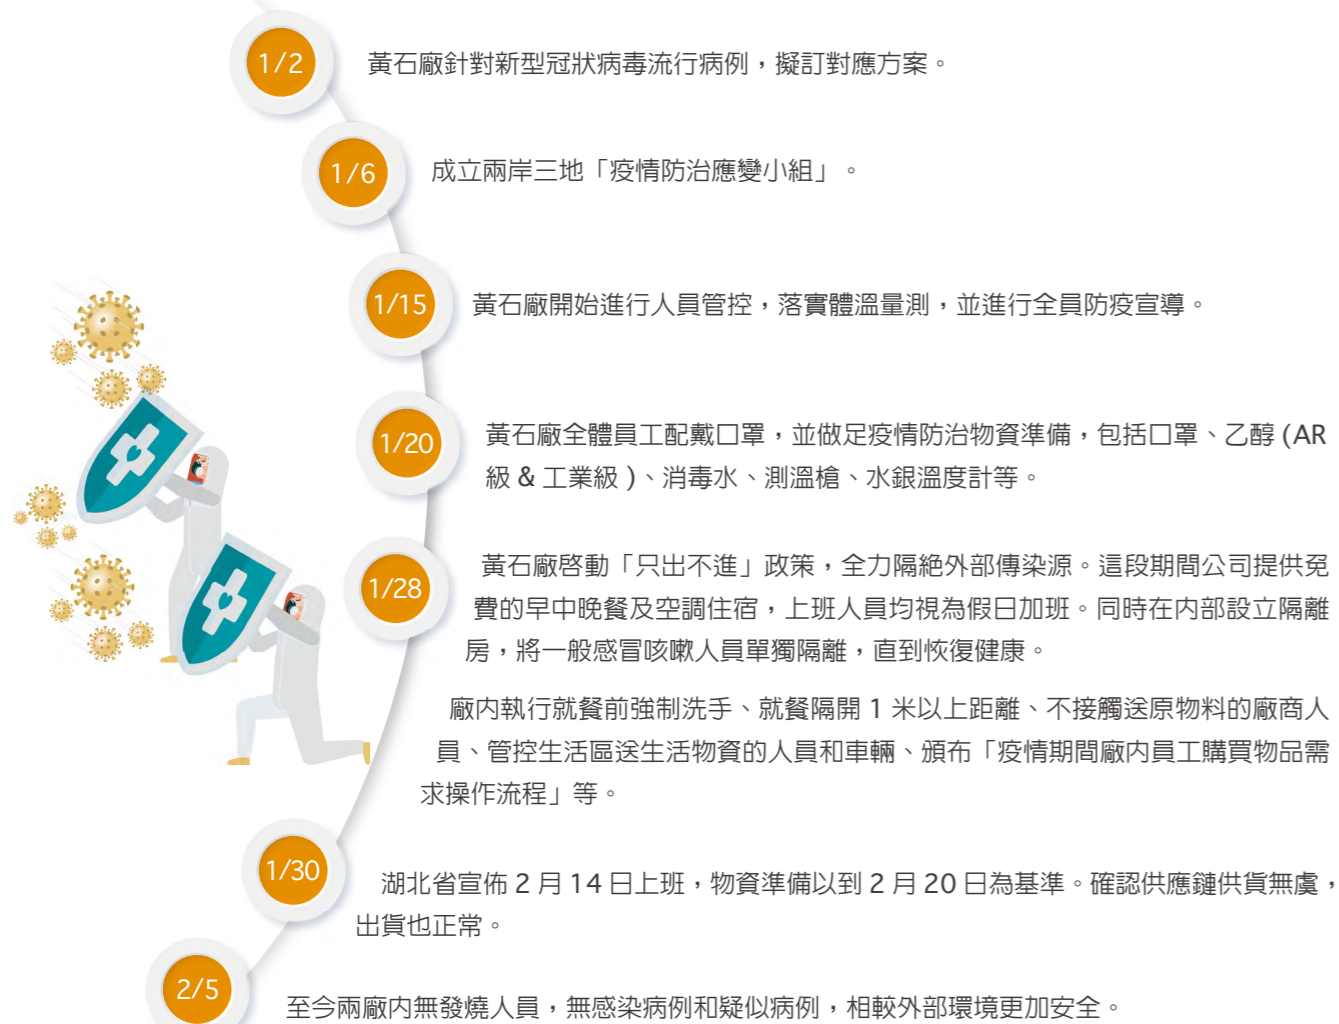 1/2
黃石廠針對新型冠狀病毒流行病例，擬訂對應方案。
1/6
成立兩岸三地「疫情防治應變小組」。
1/15
黃石廠開始進行人員管控，落實體溫量測，並進行全員防疫宣導。
1/20
黃石廠全體員工配戴口罩，並做足疫情防治物資準備，包括口罩、乙醇 (AR
級 & 工業級 )、消毒水、測溫槍、水銀溫度計等。
1/28
黃石廠啓動「只出不進」政策，全力隔絶外部傳染源。這段期間公司提供免
費的早中晚餐及空調住宿，上班人員均視為假日加班。同時在内部設立隔離
房，將一般感冒咳嗽人員單獨隔離，直到恢復健康。
廠内執行就餐前強制洗手、就餐隔開 1 米以上距離、不接觸送原物料的廠商人
員、管控生活區送生活物資的人員和車輛、頒布「疫情期間廠内員工購買物品需
求操作流程」等。
1/30
湖北省宣佈 2 月 14 日上班，物資準備以到 2 月 20 日為基準。確認供應鏈供貨無虞，
出貨也正常。
2/5
至今兩廠内無發燒人員，無感染病例和疑似病例，相較外部環境更加安全。